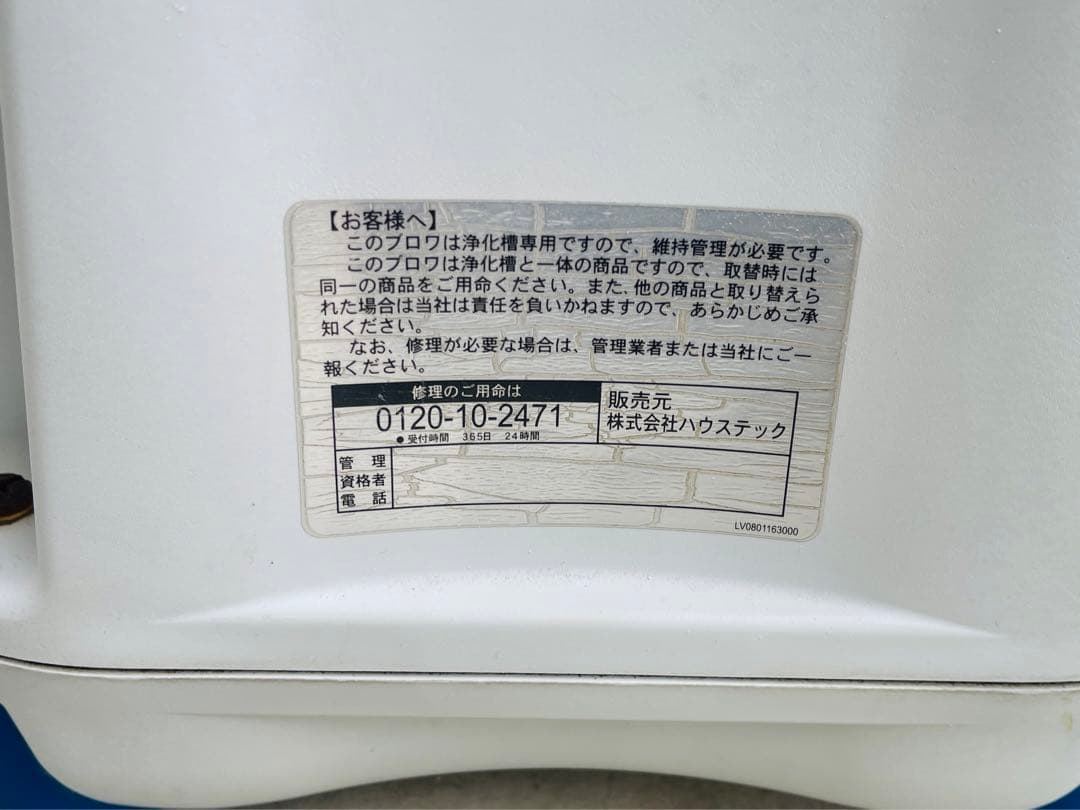 【お客様へ】
このブロワは浄化槽専用ですので、維持管理が必要です。
このブロワは浄化槽と一体の商品ですので、取替時には
同一の商品をご用命ください。また、他の商品と取り替えら
れた場合は当社は責任を負いかねますので、あらかじめご承
知ください。
なお、修理が必要な場合は、管理業者または当社にご一
報ください。
修理のご用命は
0120-10-2471
●受付時間 365日 24時間
販売元
株式会社ハウステック
管理
資格者
電話
LV0801163000